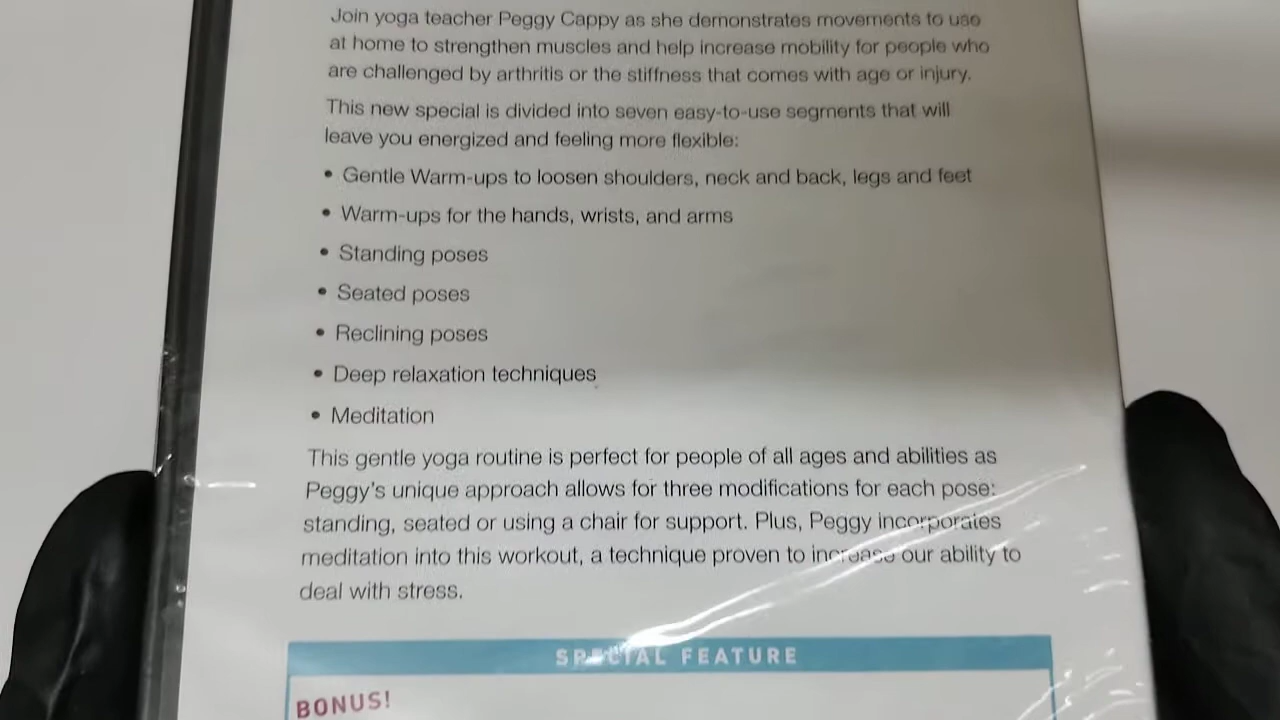 Join yoga teacher Peggy Cappy as she demonstrates movements to use
at home to strengthen muscles and help increase mobility for people who
are challenged by arthritis or the stiffness that comes with age or injury.
This new special is divided into seven easy-to-use segments that will
leave you energized and feeling more flexible:
• Gentle Warm-ups to loosen shoulders, neck and back, legs and feet
• Warm-ups for the hands, wrists, and arms
• Standing poses
• Seated poses
• Reclining poses
• Deep relaxation techniques
• Meditation
This gentle yoga routine is perfect for people of all ages and abilities as
Peggy's unique approach allows for three modifications for each pose:
standing, seated or using a chair for support. Plus, Peggy incorporates
meditation into this workout, a technique proven to increase our ability to
deal with stress.
SPECIAL FEATURE
BONUS!